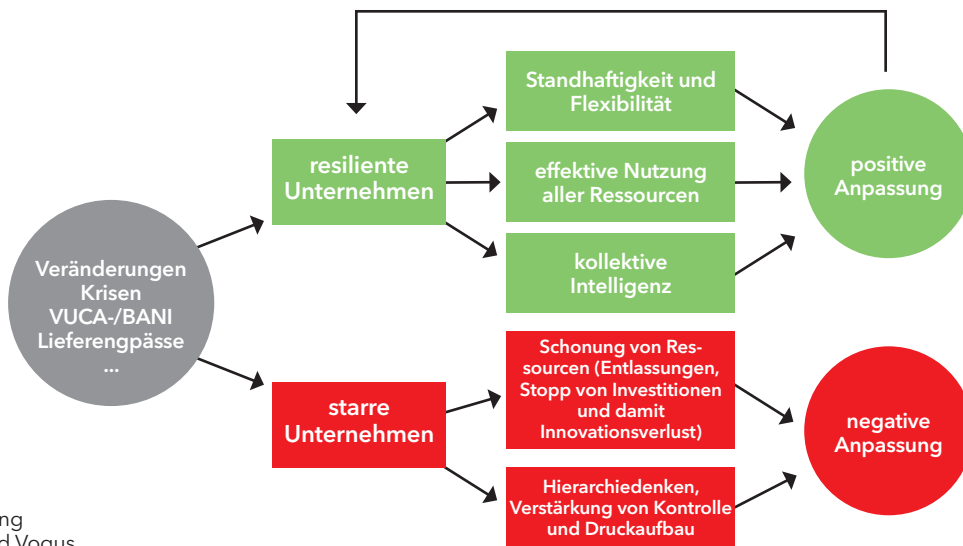 Veränderungen
Krisen
VUCA-/BANI
Lieferengpässe
...
resiliente
Unternehmen
Standhaftigkeit und
Flexibilität
effektive Nutzung
aller Ressourcen
kollektive
Intelligenz
positive
Anpassung
starre
Unternehmen
Schonung von Res-
sourcen (Entlassungen,
Stopp von Investitionen
und damit
Innovationsverlust)
Hierarchiedenken,
Verstärkung von Kontrolle
und Druckaufbau
negative
Anpassung
Vogus